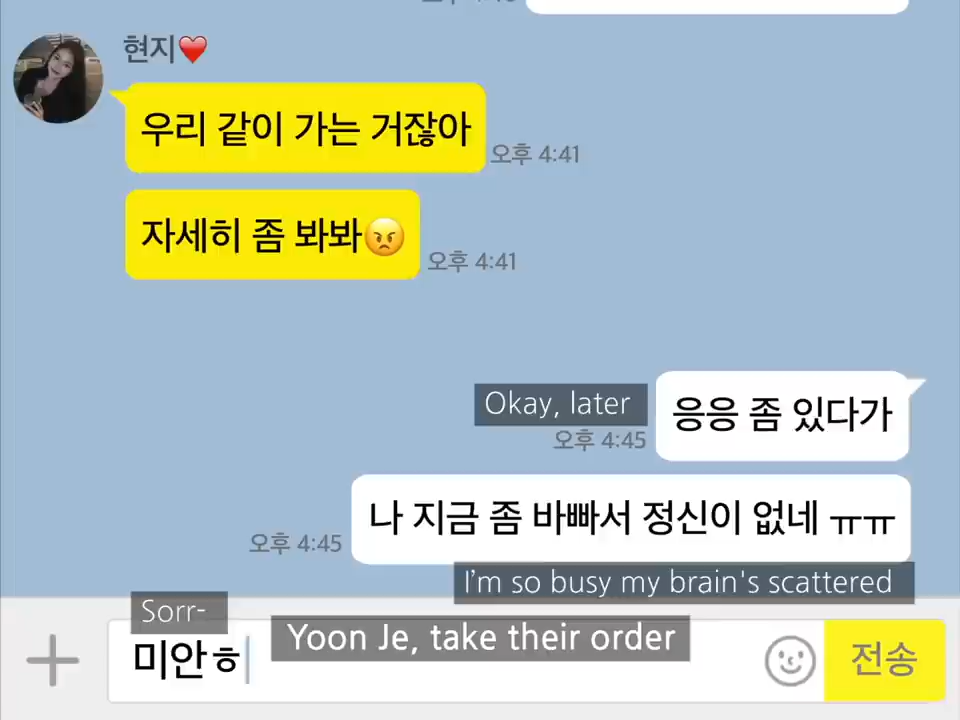 현지❤️
우리 같이 가는 거잖아
오후 4:41
자세히 좀 봐봐😠
오후 4:41
Okay, later
응응 좀 있다가
오후 4:45
나 지금 좀 바빠서 정신이 없네 ㅠㅠ
오후 4:45
I'm so busy my brain's scattered
Sorr-
미안ㅎ
Yoon Je, take their order
전송